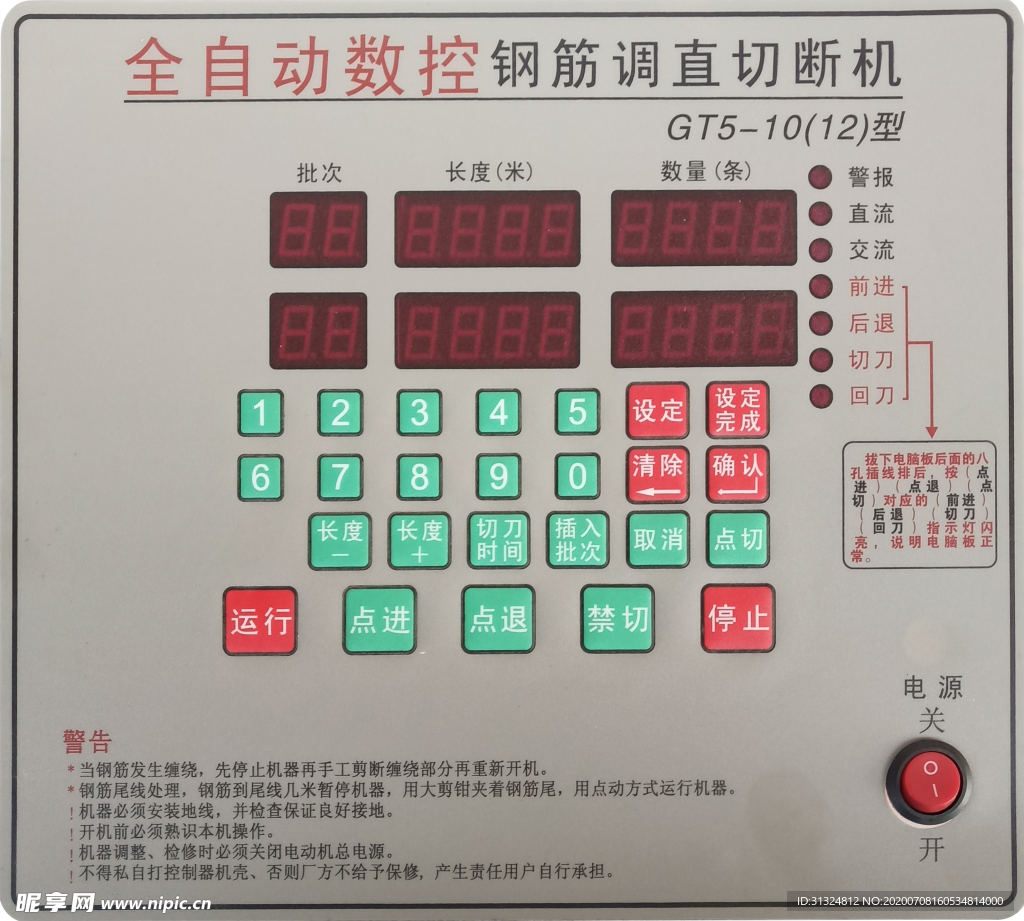 全自动数控钢筋调直切断机
GT5-10(12)型
批次 长度(米) 数量(条)
警报
直流
交流
前进
后退
切刀
回刀
1 2 3 4 5 设定 设定完成
6 7 8 9 0 清除 确认
长度- 长度+ 切刀时间 插入批次 取消 点切
运行 点进 点退 禁切 停止
拔下电脑板后面的八
孔插线排后，按（点
进）（点退）（点
切）对应的（前进）
（后退）（切刀）
（回刀）指示灯闪
亮，说明电脑板正
常。
电源
关
开
警告
*当钢筋发生缠绕，先停止机器再手工剪断缠绕部分再重新开机。
*钢筋尾线处理，钢筋到尾线几米暂停机器，用大剪钳夹着钢筋尾，用点动方式运行机器。
!机器必须安装地线，并检查保证良好接地。
!开机前必须熟识本机操作。
!机器调整、检修时必须关闭电动机总电源。
!不得私自打控制器机壳、否则厂方不给予保修，产生责任用户自行承担。
昵享网 www.nipic.cn
ID:31324812 NO:20200708160534814000